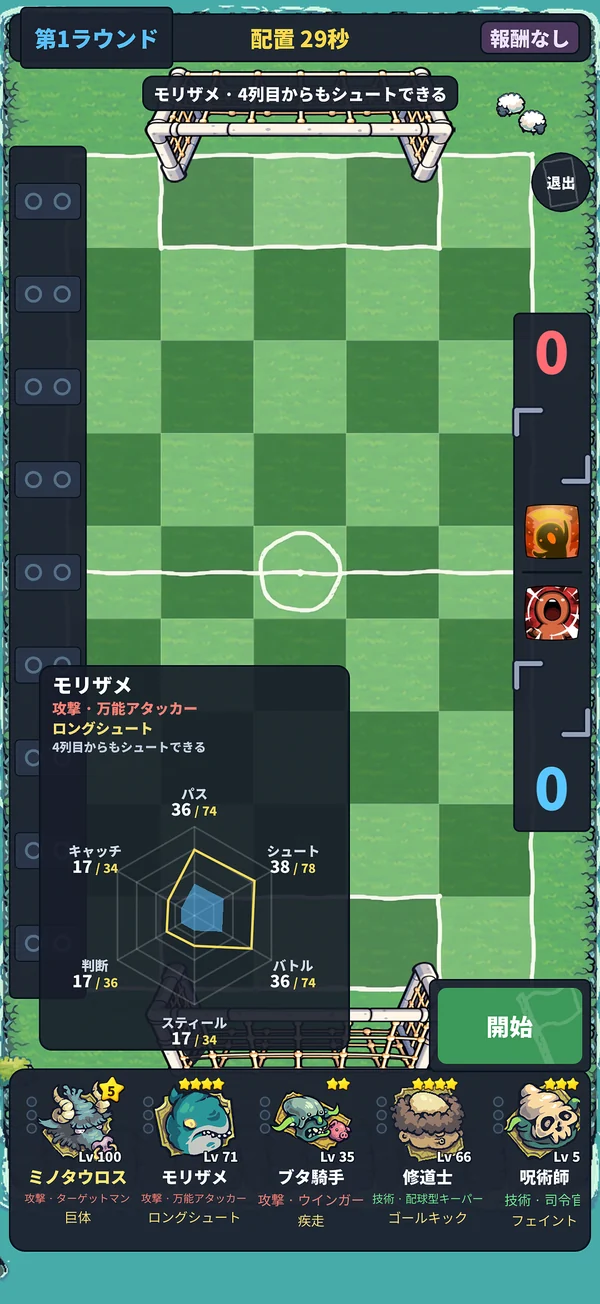 第1ラウンド
配置 29秒
報酬なし
モリザメ · 4列目からもシュートできる
退出
0
0
モリザメ
攻撃 · 万能アタッカー
ロングシュート
4列目からもシュートできる
パス
36 / 74
キャッチ
17 / 34
シュート
38 / 78
判断
17 / 36
バトル
36 / 74
スティール
17 / 34
開始
5
Lv 100
Lv 71
Lv 35
Lv 66
Lv 5
ミノタウロス
モリザメ
ブタ騎手
修道士
呪術師
攻撃 · ターゲットマン
攻撃 · 万能アタッカー
攻撃 · ウインガー
技術 · 配球型キーパー
技術 · 司令官
巨体
ロングシュート
疾走
ゴールキック
フェイント